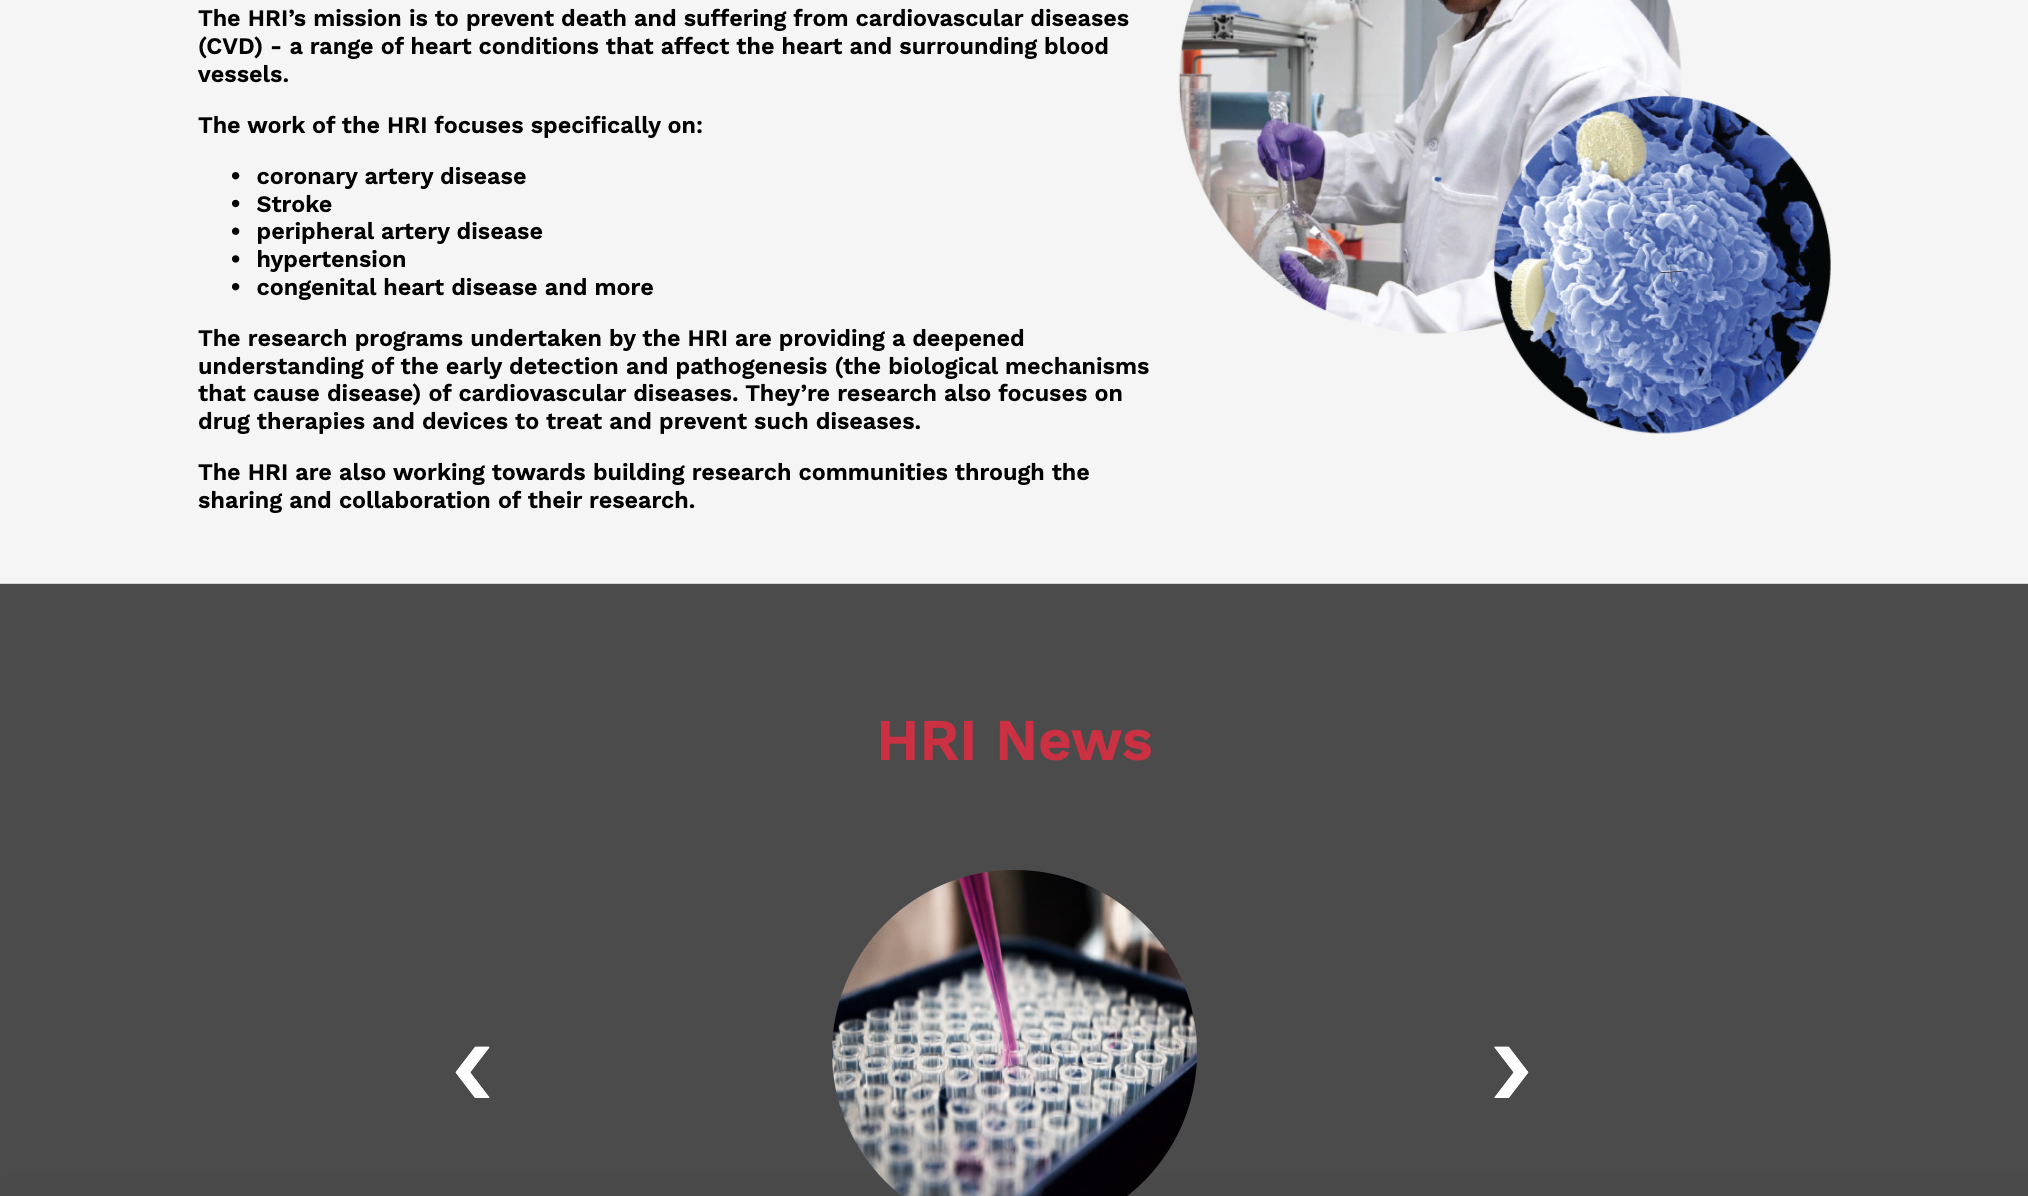 The HRI’s mission is to prevent death and suffering from cardiovascular diseases
(CVD) - a range of heart conditions that affect the heart and surrounding blood
vessels.
The work of the HRI focuses specifically on:
• coronary artery disease
• Stroke
• peripheral artery disease
• hypertension
• congenital heart disease and more
The research programs undertaken by the HRI are providing a deepened
understanding of the early detection and pathogenesis (the biological mechanisms
that cause disease) of cardiovascular diseases. They’re research also focuses on
drug therapies and devices to treat and prevent such diseases.
The HRI are also working towards building research communities through the
sharing and collaboration of their research.
HRI News